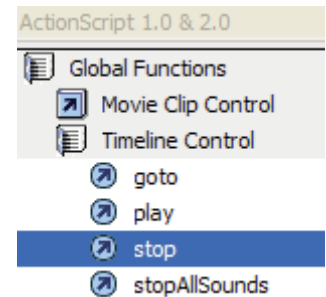 ActionScript 1.0 & 2.0
Global Functions
Movie Clip Control
Timeline Control
goto
play
stop
stopAllSounds